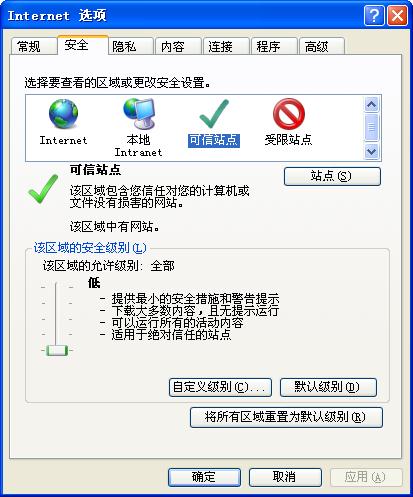 Internet 选项
常规 安全 隐私 内容 连接 程序 高级
选择要查看的区域或更改安全设置。
Internet
本地
Intranet
可信站点
受限站点
可信站点
站点(S)
该区域包含您信任对您的计算机或
文件没有损害的网站。
该区域中有网站。
该区域的安全级别(L)
该区域的允许级别: 全部
低
- 提供最小的安全措施和警告提示
- 下载大多数内容，且无提示运行
- 可以运行所有的活动内容
- 适用于绝对信任的站点
自定义级别(C)... 默认级别(D)
将所有区域重置为默认级别(R)
确定 取消 应用(A)